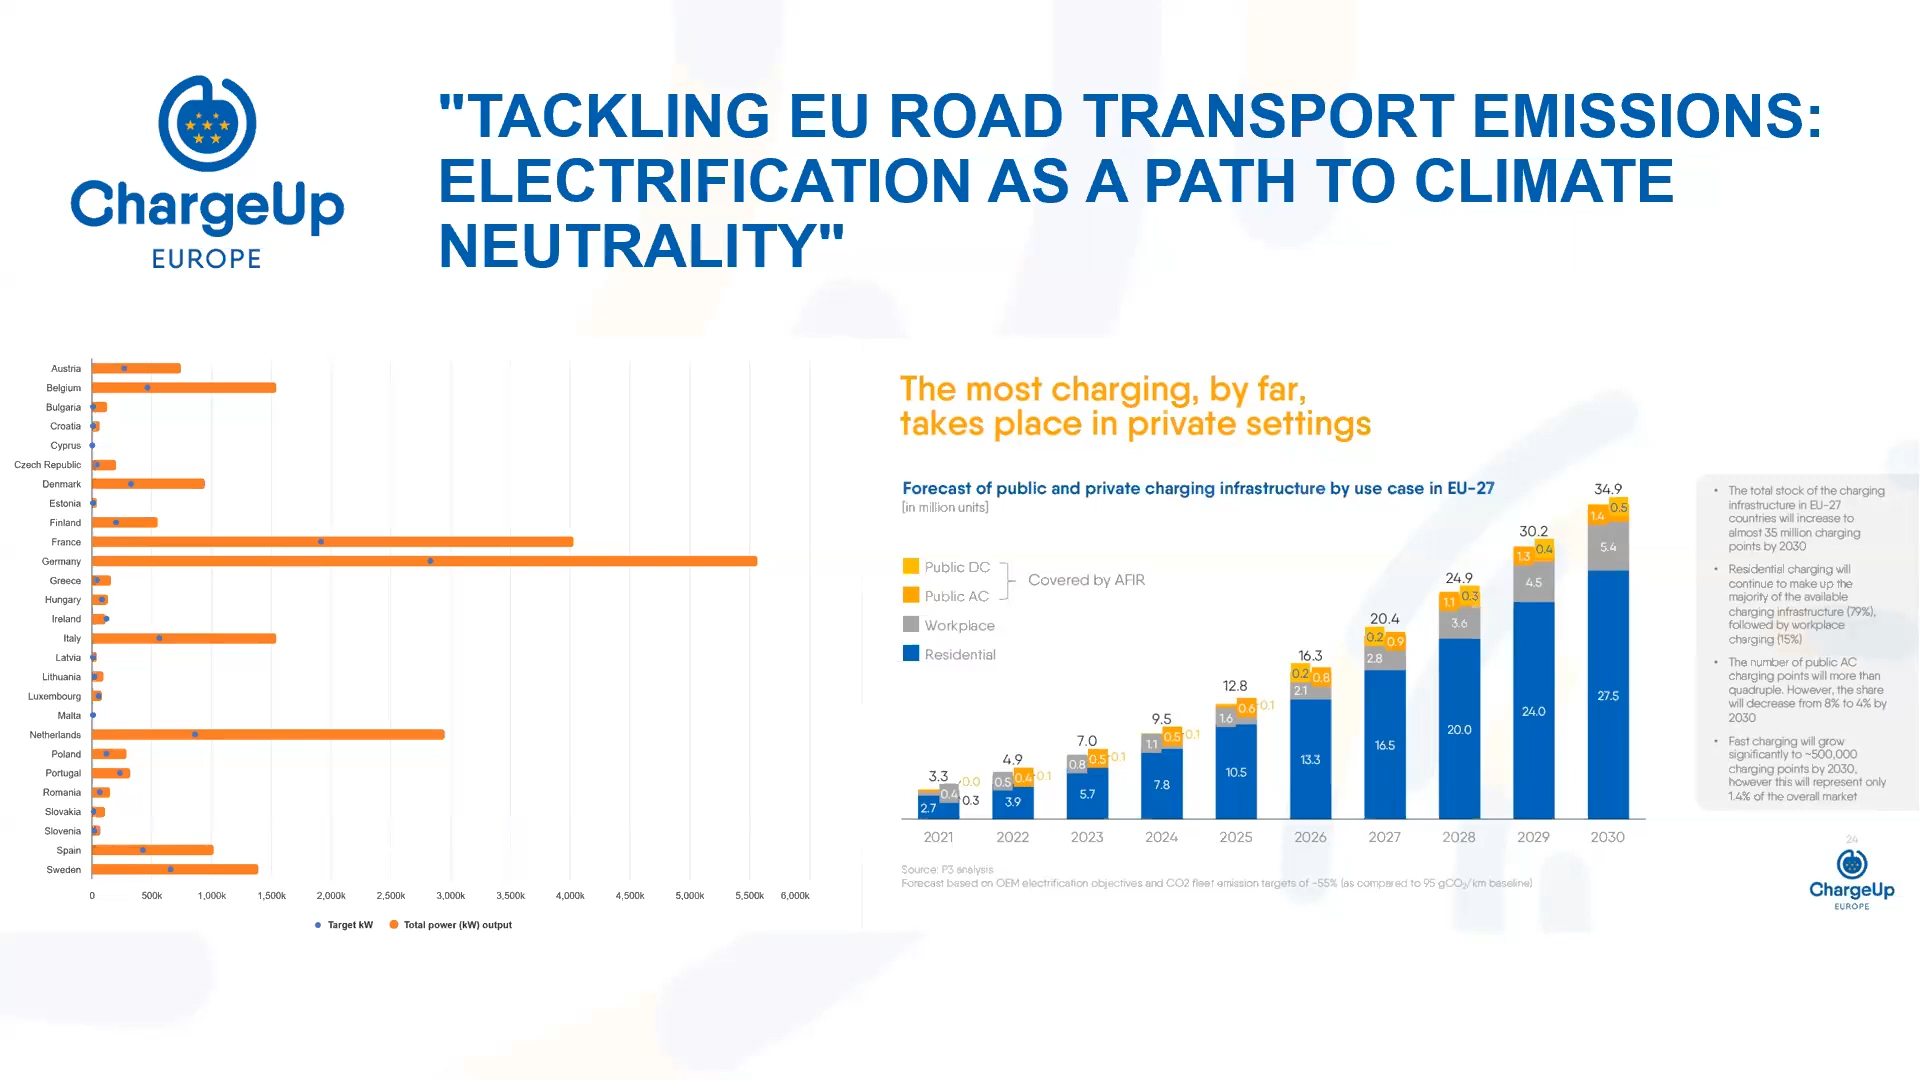 ChargeUp
EUROPE
"TACKLING EU ROAD TRANSPORT EMISSIONS:
ELECTRIFICATION AS A PATH TO CLIMATE
NEUTRALITY"
Austria
Belgium
Bulgaria
Croatia
Cyprus
Czech Republic
Denmark
Estonia
Finland
France
Germany
Greece
Hungary
Ireland
Italy
Latvia
Lithuania
Luxembourg
Malta
Netherlands
Poland
Portugal
Romania
Slovakia
Slovenia
Spain
Sweden
0 500k 1,000k 1,500k 2,000k 2,500k 3,000k 3,500k 4,000k 4,500k 5,000k 5,500k 6,000k
Target kW Total power (kW) output
The most charging, by far,
takes place in private settings
Forecast of public and private charging infrastructure by use case in EU-27
[in million units]
Public DC
Public AC
Covered by AFIR
Workplace
Residential
3.3 4.9 7.0 9.5 12.8 16.3 20.4 24.9 30.2 34.9
0.0 0.1 0.1 0.1 0.1 0.2 0.2 0.3 0.4 0.5
0.3 0.4 0.5 0.5 0.6 0.8 0.9 1.1 1.3 1.4
0.4 0.5 0.8 1.1 1.6 2.1 2.8 3.6 4.5 5.4
2.7 3.9 5.7 7.8 10.5 13.3 16.5 20.0 24.0 27.5
2021 2022 2023 2024 2025 2026 2027 2028 2029 2030
Source: P3 analysis
Forecast based on OEM electrification objectives and CO2 fleet emission targets of -55% (as compared to 95 gCO₂/km baseline)
• The total stock of the charging
infrastructure in EU-27
countries will increase to
almost 35 million charging
points by 2030
• Residential charging will
continue to make up the
majority of the available
charging infrastructure (79%),
followed by workplace
charging (15%)
• The number of public AC
charging points will more than
quadruple. However, the share
will decrease from 8% to 4% by
2030
• Fast charging will grow
significantly to ~500,000
charging points by 2030,
however this will represent only
1.4% of the overall market
24
ChargeUp
EUROPE